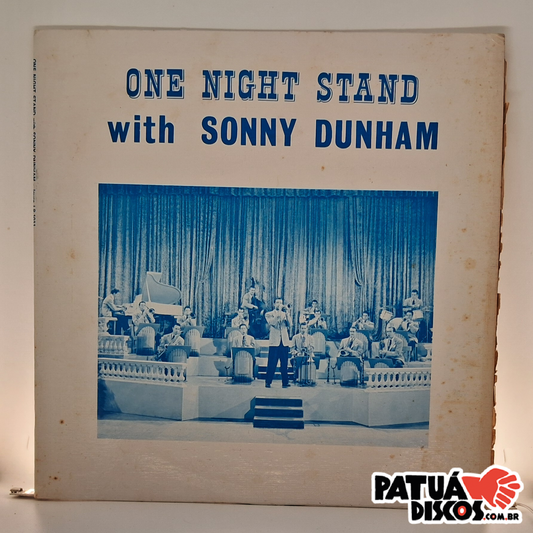 ONE NIGHT STAND
with SONNY DUNHAM
PATUÁ
DISCOS.COM.BR